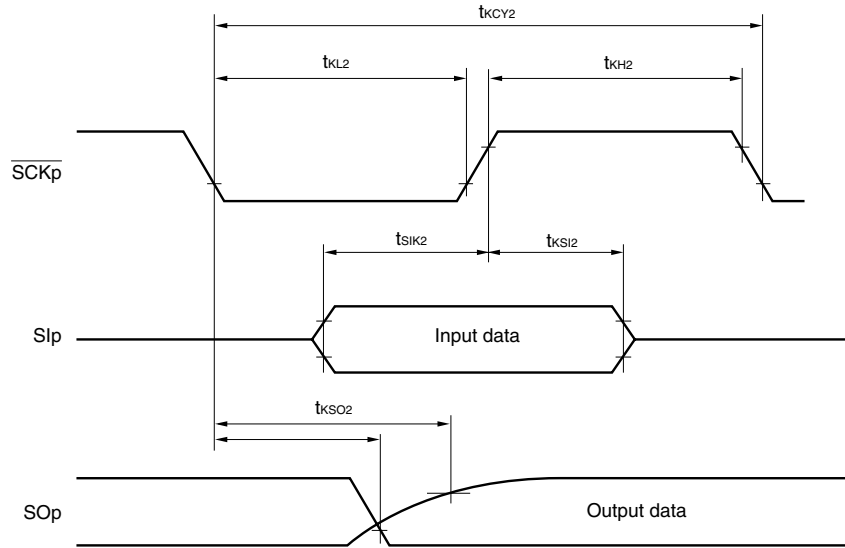 tKCY2
tKL2
tKH2
SCKp
tSIK2
tKSI2
SIp
Input data
tKSO2
SOp
Output data